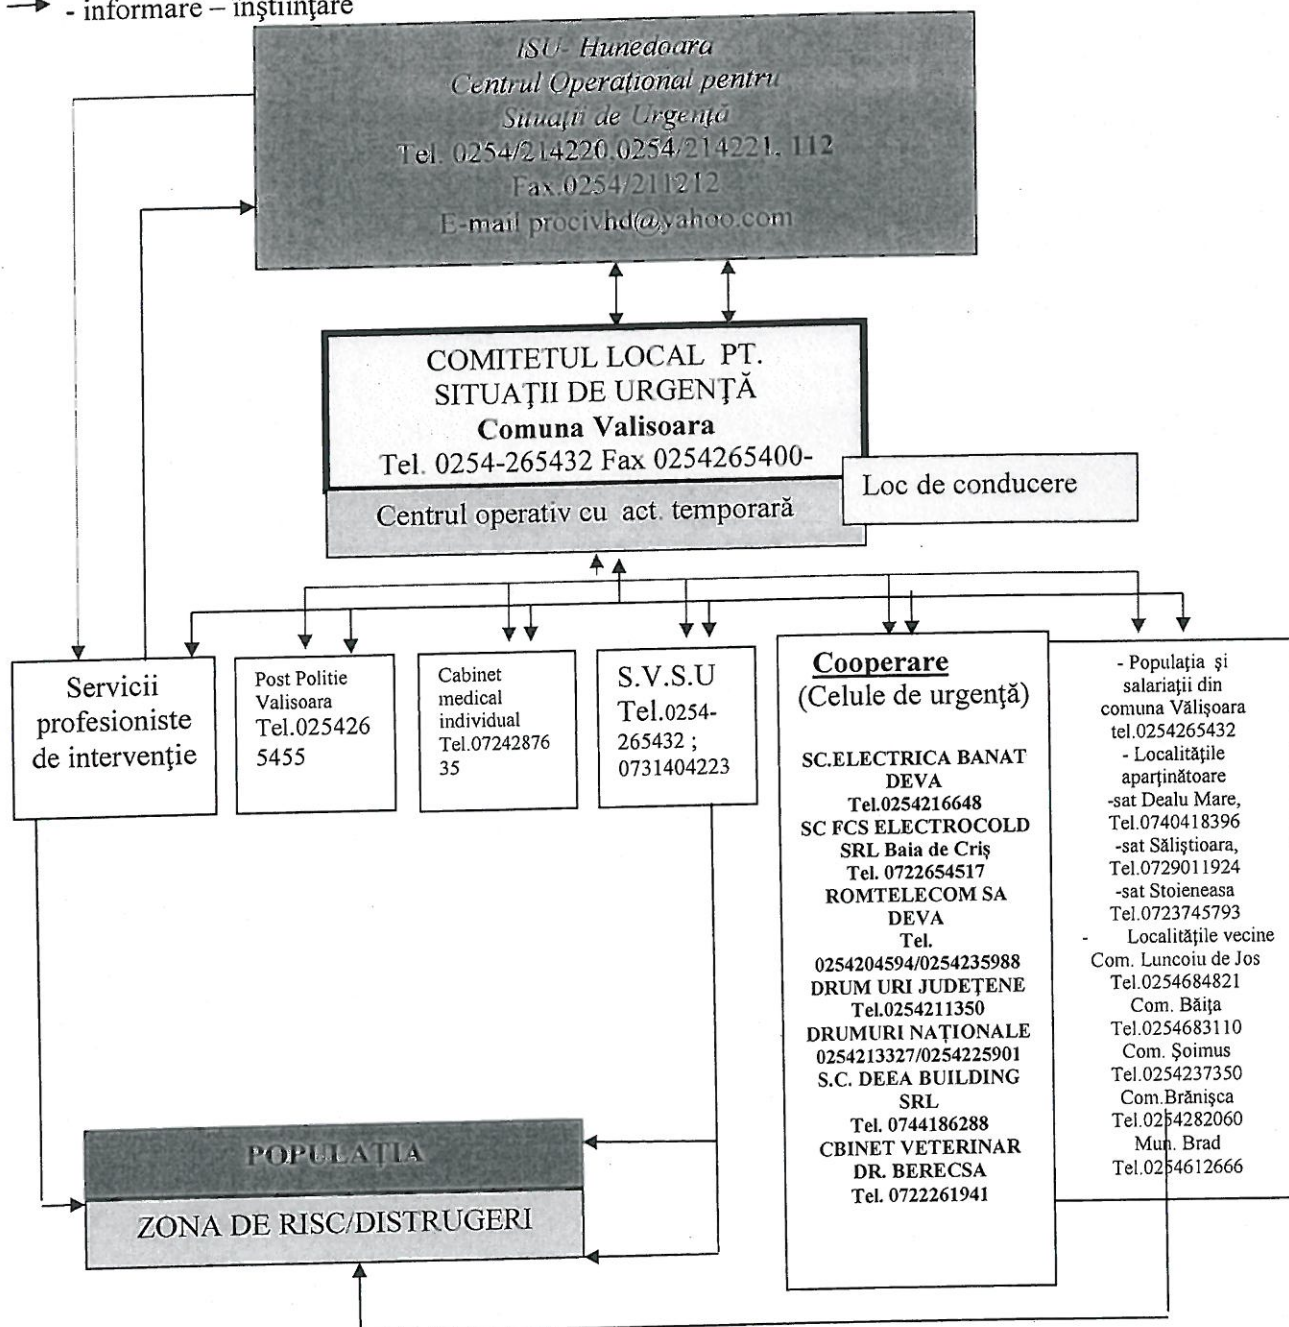 - informare – înştiinţare
ISU- Hunedoara
Centrul Operaţional pentru
Situaţii de Urgenţă
Tel. 0254/214220,0254/214221, 112
Fax.0254/211212
E-mail procivhd@yahoo.com
COMITETUL LOCAL PT.
SITUAŢII DE URGENŢĂ
Comuna Valisoara
Tel. 0254-265432 Fax 0254265400-
Centrul operativ cu act. temporară
Loc de conducere
Servicii
profesioniste
de intervenţie
Post Politie
Valisoara
Tel.025426
5455
Cabinet
medical
individual
Tel.07242876
35
S.V.S.U
Tel.0254-
265432 ;
0731404223
Cooperare
(Celule de urgenţă)
SC.ELECTRICA BANAT
DEVA
Tel.0254216648
SC FCS ELECTROCOLD
SRL Baia de Criş
Tel. 0722654517
ROMTELECOM SA
DEVA
Tel.
0254204594/0254235988
DRUM URI JUDEŢENE
Tel.0254211350
DRUMURI NAŢIONALE
0254213327/0254225901
S.C. DEEA BUILDING
SRL
Tel. 0744186288
CBINET VETERINAR
DR. BERECSA
Tel. 0722261941
- Populaţia şi
salariaţii din
comuna Vălişoara
tel.0254265432
- Localităţile
aparţinătoare
-sat Dealu Mare,
Tel.0740418396
-sat Săliştioara,
Tel.0729011924
-sat Stoieneasa
Tel.0723745793
- Localităţile vecine
Com. Luncoiu de Jos
Tel.0254684821
Com. Băiţa
Tel.0254683110
Com. Şoimus
Tel.0254237350
Com.Brănişca
Tel.0254282060
Mun. Brad
Tel.0254612666
POPULAŢIA
ZONA DE RISC/DISTRUGERI